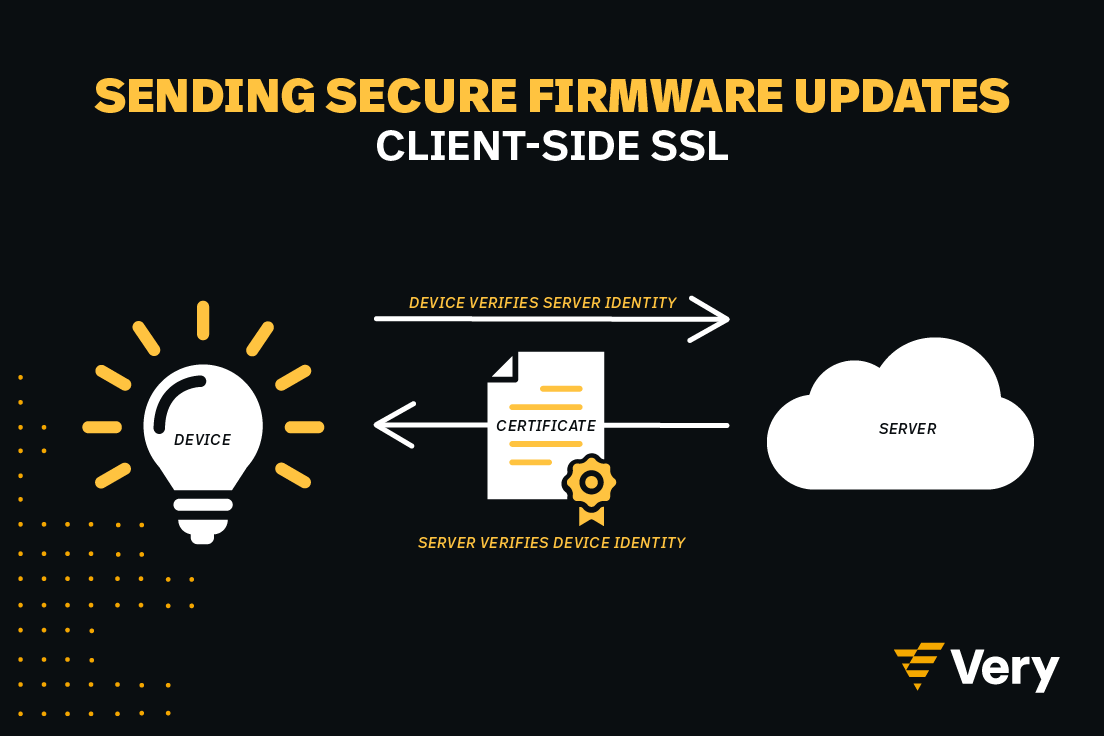 SENDING SECURE FIRMWARE UPDATES
CLIENT-SIDE SSL
DEVICE VERIFIES SERVER IDENTITY
DEVICE
CERTIFICATE
SERVER
SERVER VERIFIES DEVICE IDENTITY
Very